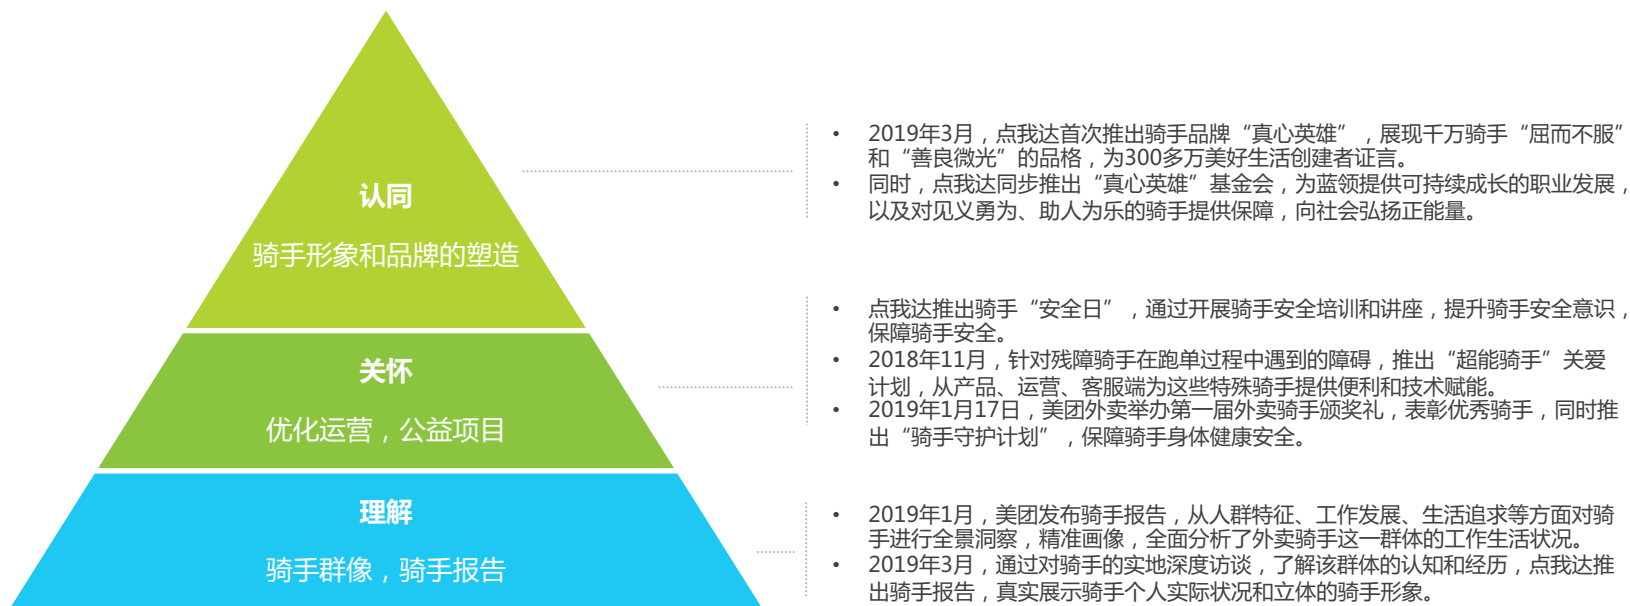 认同
骑手形象和品牌的塑造
• 2019年3月，点我达首次推出骑手品牌“真心英雄”，展现千万骑手“屈而不服”
和“善良微光”的品格，为300多万美好生活创建者证言。
• 同时，点我达同步推出“真心英雄”基金会，为蓝领提供可持续成长的职业发展，
以及对见义勇为、助人为乐的骑手提供保障，向社会弘扬正能量。
关怀
优化运营，公益项目
• 点我达推出骑手“安全日”，通过开展骑手安全培训和讲座，提升骑手安全意识，
保障骑手安全。
• 2018年11月，针对残障骑手在跑单过程中遇到的障碍，推出“超能骑手”关爱
计划，从产品、运营、客服端为这些特殊骑手提供便利和技术赋能。
• 2019年1月17日，美团外卖举办第一届外卖骑手颁奖礼，表彰优秀骑手，同时推
出“骑手守护计划”，保障骑手身体健康安全。
理解
骑手群像，骑手报告
• 2019年1月，美团发布骑手报告，从人群特征、工作发展、生活追求等方面对骑
手进行全景洞察，精准画像，全面分析了外卖骑手这一群体的工作生活状况。
• 2019年3月，通过对骑手的实地深度访谈，了解该群体的认知和经历，点我达推
出骑手报告，真实展示骑手个人实际状况和立体的骑手形象。